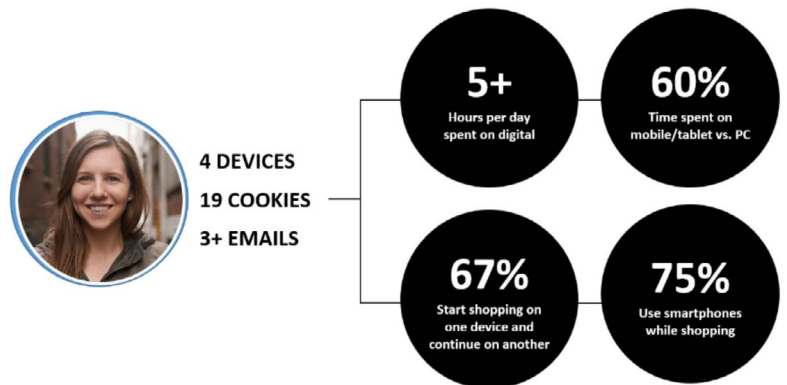 4 DEVICES
19 COOKIES
3+ EMAILS
5+
Hours per day
spent on digital
60%
Time spent on
mobile/tablet vs. PC
67%
Start shopping on
one device and
continue on another
75%
Use smartphones
while shopping